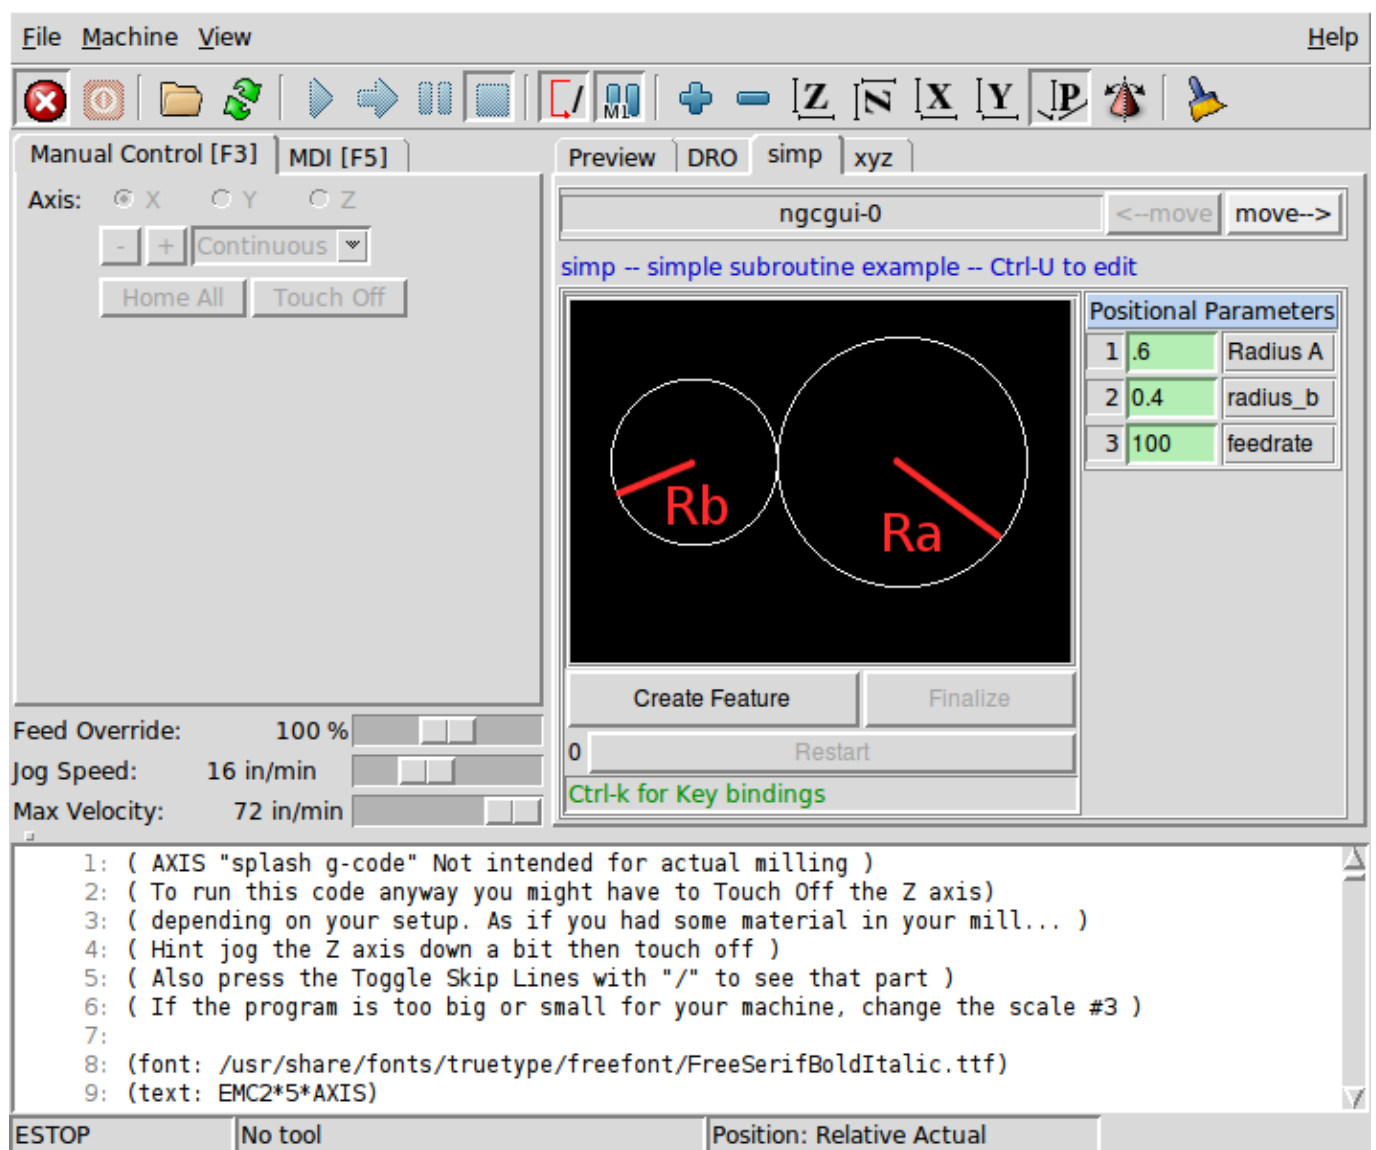 File Machine View Help
M1 Z N X Y P
Manual Control [F3] MDI [F5] Preview DRO simp xyz
Axis: X Y Z
- + Continuous
Home All Touch Off
ngcgui-0 <--move move-->
simp -- simple subroutine example -- Ctrl-U to edit
Rb
Ra
Positional Parameters
1 .6 Radius A
2 0.4 radius_b
3 100 feedrate
Create Feature Finalize
0 Restart
Ctrl-k for Key bindings
Feed Override: 100 %
Jog Speed: 16 in/min
Max Velocity: 72 in/min
1: ( AXIS "splash g-code" Not intended for actual milling )
2: ( To run this code anyway you might have to Touch Off the Z axis)
3: ( depending on your setup. As if you had some material in your mill... )
4: ( Hint jog the Z axis down a bit then touch off )
5: ( Also press the Toggle Skip Lines with "/" to see that part )
6: ( If the program is too big or small for your machine, change the scale #3 )
7:
8: (font: /usr/share/fonts/truetype/freefont/FreeSerifBoldItalic.ttf)
9: (text: EMC2*5*AXIS)
ESTOP No tool Position: Relative Actual